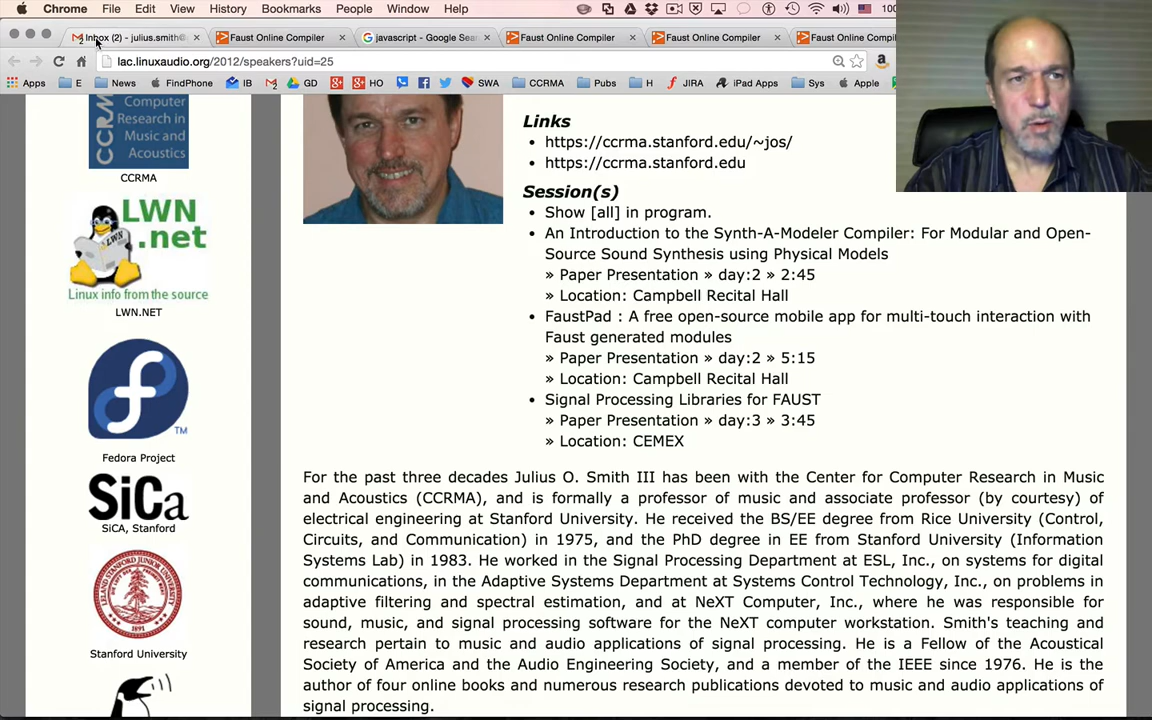 Chrome File Edit View History Bookmarks People Window Help
Inbox (2) - julius.smith@
Faust Online Compiler
javascript - Google Sea
Faust Online Compiler
Faust Online Compiler
Faust Online Compil
lac.linuxaudio.org/2012/speakers?uid=25
Apps E News FindPhone IB GD HO SWA CCRMA Pubs H JIRA iPad Apps Sys Apple
CCRMA
Computer
Research in
Music and
Acoustics
CCRMA
LWN
.net
LWN
Linux info from the source
LWN.NET
TM
Fedora Project
SiCa
SiCA, Stanford
1891
Stanford University
Links
• https://ccrma.stanford.edu/~jos/
• https://ccrma.stanford.edu
Session(s)
• Show [all] in program.
• An Introduction to the Synth-A-Modeler Compiler: For Modular and Open-
Source Sound Synthesis using Physical Models
» Paper Presentation » day:2 » 2:45
» Location: Campbell Recital Hall
• FaustPad : A free open-source mobile app for multi-touch interaction with
Faust generated modules
» Paper Presentation » day:2 » 5:15
» Location: Campbell Recital Hall
• Signal Processing Libraries for FAUST
» Paper Presentation » day:3 » 3:45
» Location: CEMEX
For the past three decades Julius O. Smith III has been with the Center for Computer Research in Music
and Acoustics (CCRMA), and is formally a professor of music and associate professor (by courtesy) of
electrical engineering at Stanford University. He received the BS/EE degree from Rice University (Control,
Circuits, and Communication) in 1975, and the PhD degree in EE from Stanford University (Information
Systems Lab) in 1983. He worked in the Signal Processing Department at ESL, Inc., on systems for digital
communications, in the Adaptive Systems Department at Systems Control Technology, Inc., on problems in
adaptive filtering and spectral estimation, and at NeXT Computer, Inc., where he was responsible for
sound, music, and signal processing software for the NeXT computer workstation. Smith's teaching and
research pertain to music and audio applications of signal processing. He is a Fellow of the Acoustical
Society of America and the Audio Engineering Society, and a member of the IEEE since 1976. He is the
author of four online books and numerous research publications devoted to music and audio applications of
signal processing.